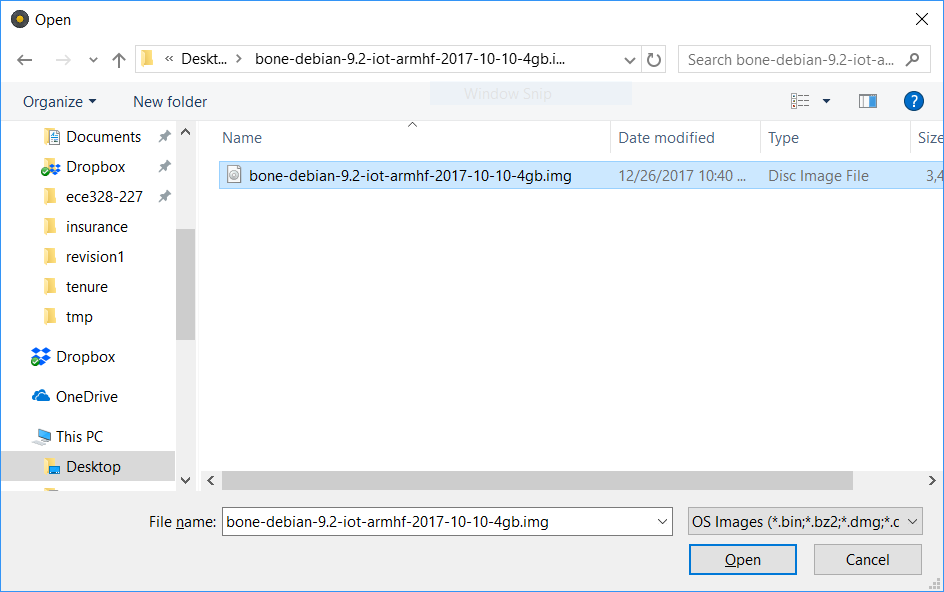 Open
« Deskt... › bone-debian-9.2-iot-armhf-2017-10-10-4gb.i...
Search bone-debian-9.2-iot-a...
Organize
New folder
Window Snip
?
Documents
Dropbox
ece328-227
insurance
revision1
tenure
tmp
Dropbox
OneDrive
This PC
Desktop
Name
Date modified
Type
Size
bone-debian-9.2-iot-armhf-2017-10-10-4gb.img
12/26/2017 10:40 ...
Disc Image File
3,4
File name:
bone-debian-9.2-iot-armhf-2017-10-10-4gb.img
OS Images (*.bin;*.bz2;*.dmg;*.c
Open
Cancel